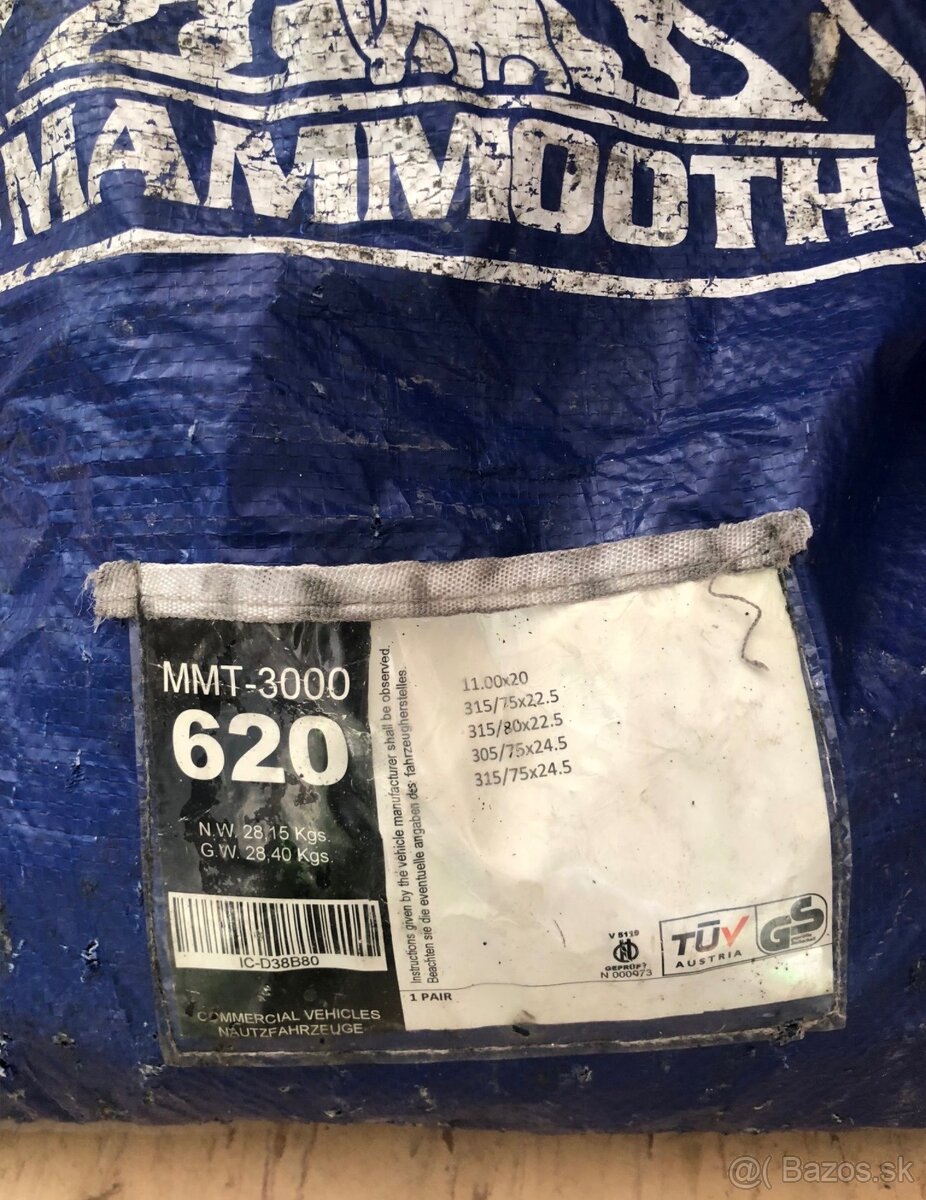 MAMMOOTH
MMT-3000
620
N.W. 28,15 Kgs.
G.W. 28,40 Kgs.
IC-D38B80
COMMERCIAL VEHICLES
NAUTZFAHRZEUGE
Instructions given by the vehicle manufacturer shall be observed.
Beachten sie die eventuelle angaben des fahrzeugherstelles.
11.00x20
315/75x22.5
315/80x22.5
305/75x24.5
315/75x24.5
1 PAIR
V 5119
GEPRÜFT
N 000073
TÜV
AUSTRIA
GS
@( Bazos.sk